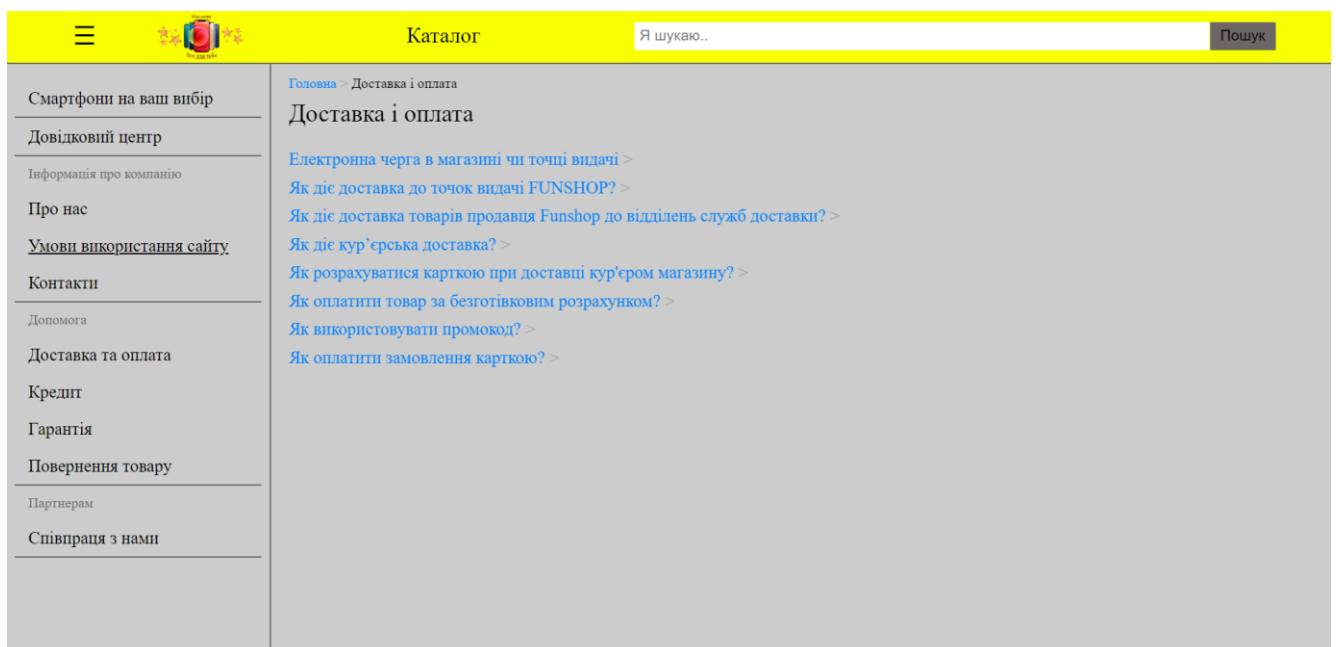 ☰
Каталог
Я шукаю..
Пошук
Смартфони на ваш вибір
Довідковий центр
Інформація про компанію
Про нас
Умови використання сайту
Контакти
Допомога
Доставка та оплата
Кредит
Гарантія
Повернення товару
Партнерам
Співпраця з нами
Головна > Доставка і оплата
Доставка і оплата
Електронна черга в магазині чи точці видачі >
Як діє доставка до точок видачі FUNSHOP? >
Як діє доставка товарів продавця Funshop до відділень служб доставки? >
Як діє кур’єрська доставка? >
Як розрахуватися карткою при доставці кур'єром магазину? >
Як оплатити товар за безготівковим розрахунком? >
Як використовувати промокод? >
Як оплатити замовлення карткою? >